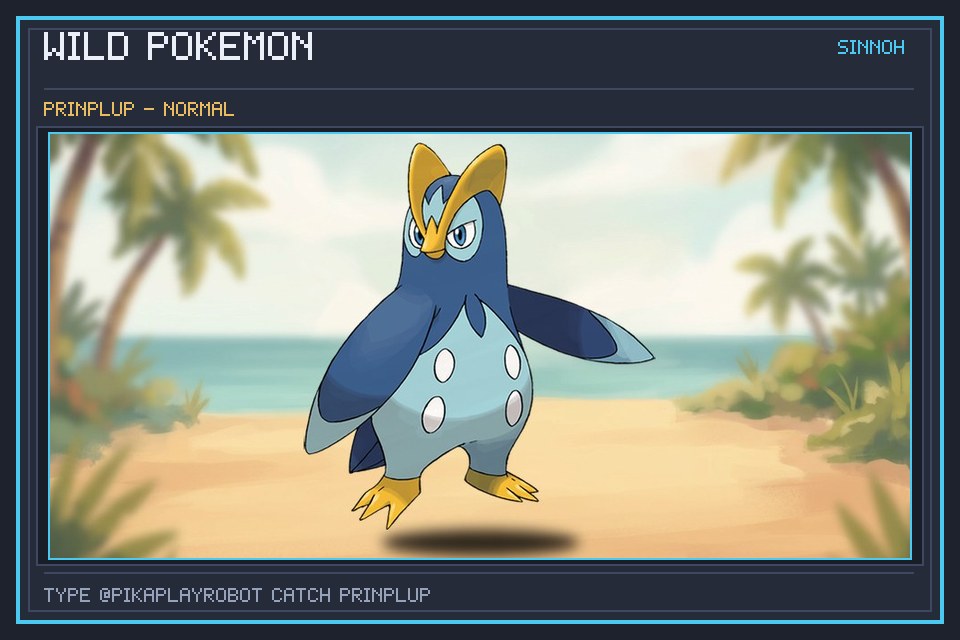 WILD POKEMON
SINNOH
PRINPLUP - NORMAL
TYPE @PIKAPLAYROBOT CATCH PRINPLUP